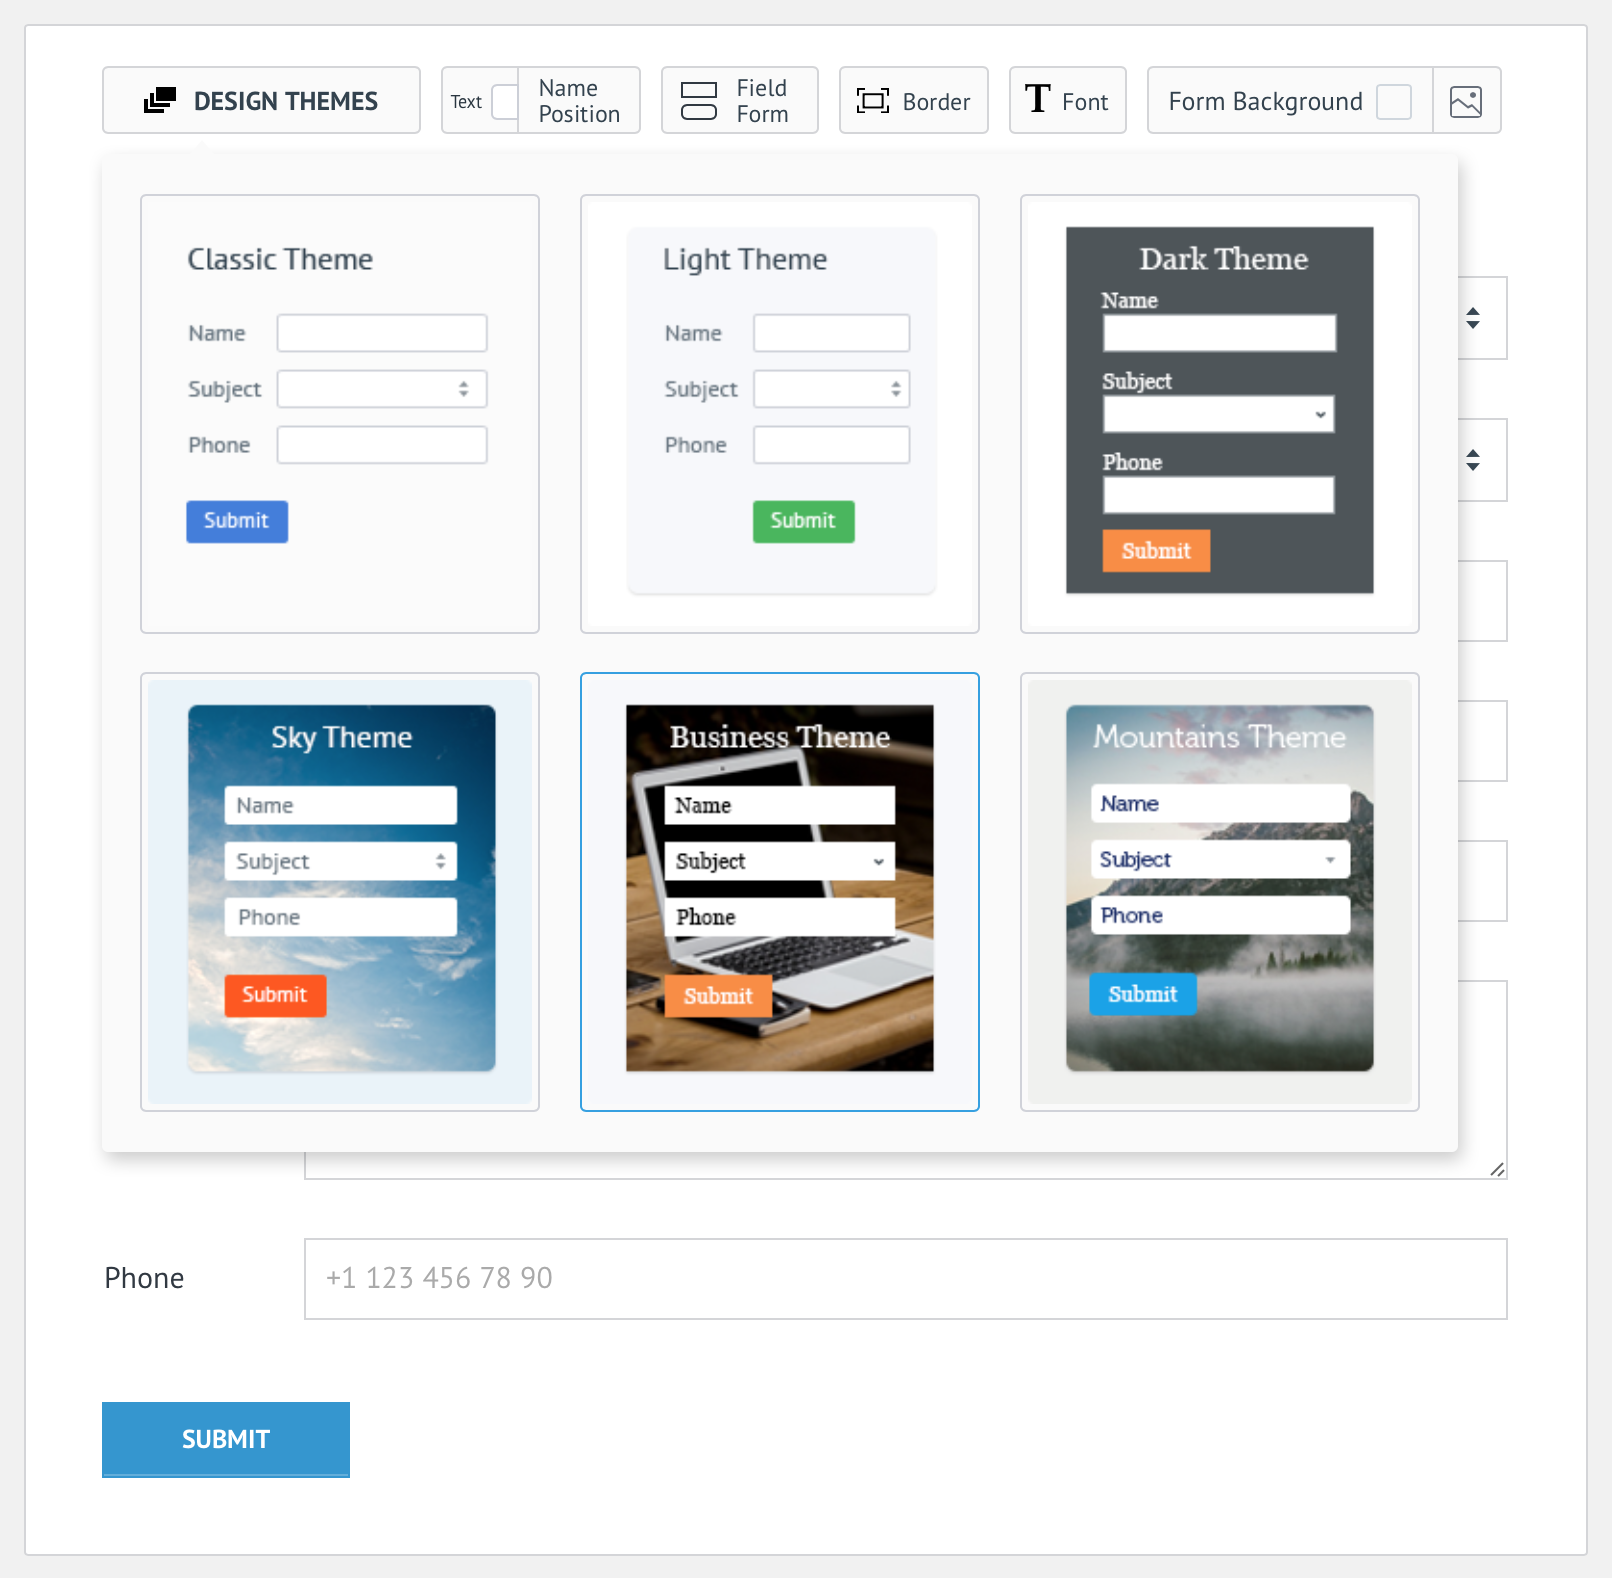 DESIGN THEMES
Text
Name
Position
Field
Form
Border
T Font
Form Background
Classic Theme
Name
Subject
Phone
Submit
Light Theme
Name
Subject
Phone
Submit
Dark Theme
Name
Subject
Phone
Submit
Sky Theme
Name
Subject
Phone
Submit
Business Theme
Name
Subject
Phone
Submit
Mountains Theme
Name
Subject
Phone
Submit
Phone
+1 123 456 78 90
SUBMIT